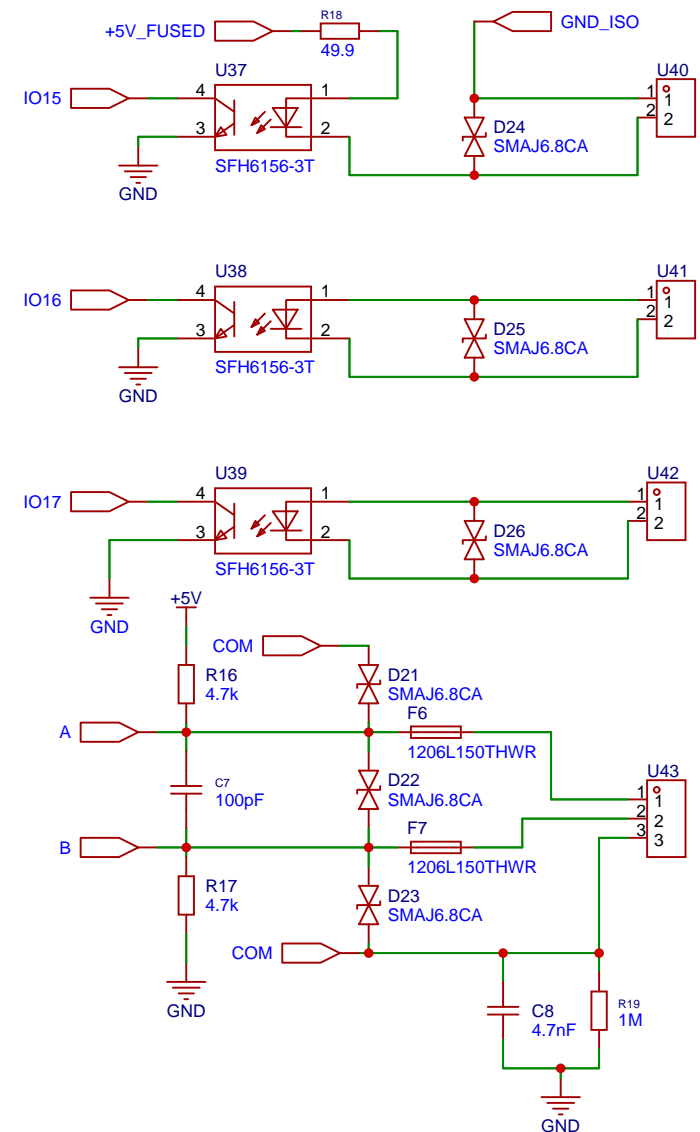 R18
+5V_FUSED
49.9
GND_ISO
U37
U40
IO15
4
1
3
2
1
1
2
2
D24
SMAJ6.8CA
SFH6156-3T
GND
U38
U41
IO16
4
1
3
2
1
1
2
2
D25
SMAJ6.8CA
SFH6156-3T
GND
U39
U42
IO17
4
1
3
2
1
1
2
2
D26
SMAJ6.8CA
SFH6156-3T
GND
+5V
COM
R16
4.7k
D21
SMAJ6.8CA
F6
A
1206L150THWR
C7
100pF
D22
SMAJ6.8CA
U43
1
1
2
2
3
3
F7
B
1206L150THWR
R17
4.7k
D23
SMAJ6.8CA
COM
GND
C8
4.7nF
R19
1M
GND